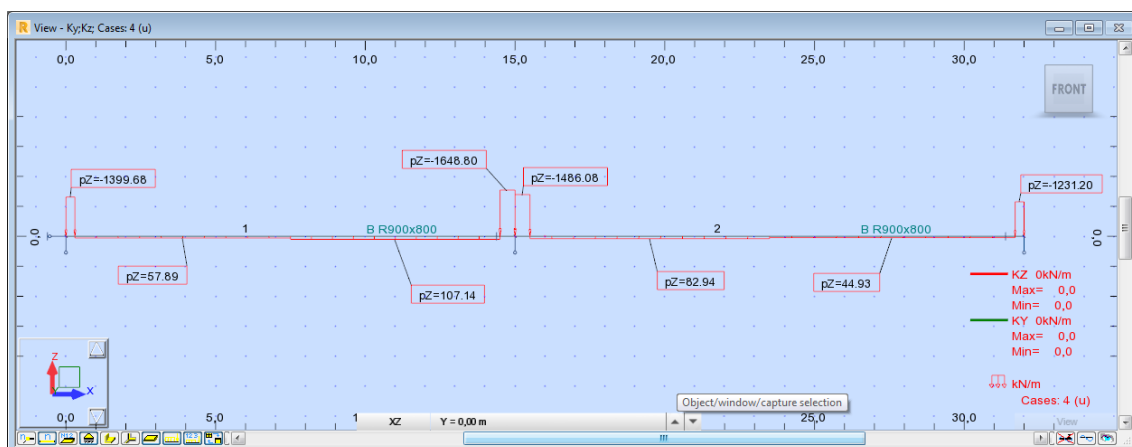 View - Ky;Kz; Cases: 4 (u)
0,0 5,0 10,0 15,0 20,0 25,0 30,0
FRONT
pZ=-1399.68
pZ=-1648.80
pZ=-1486.08
pZ=-1231.20
0,0
1
B R900x800
2
B R900x800
0,0
pZ=57.89
pZ=107.14
pZ=82.94
pZ=44.93
KZ 0kN/m
Max= 0,0
Min= 0,0
KY 0kN/m
Max= 0,0
Min= 0,0
kN/m
Cases: 4 (u)
Z
X
Object/window/capture selection
0,0 5,0 15,0 20,0 25,0 30,0
XZ Y = 0,00 m
View